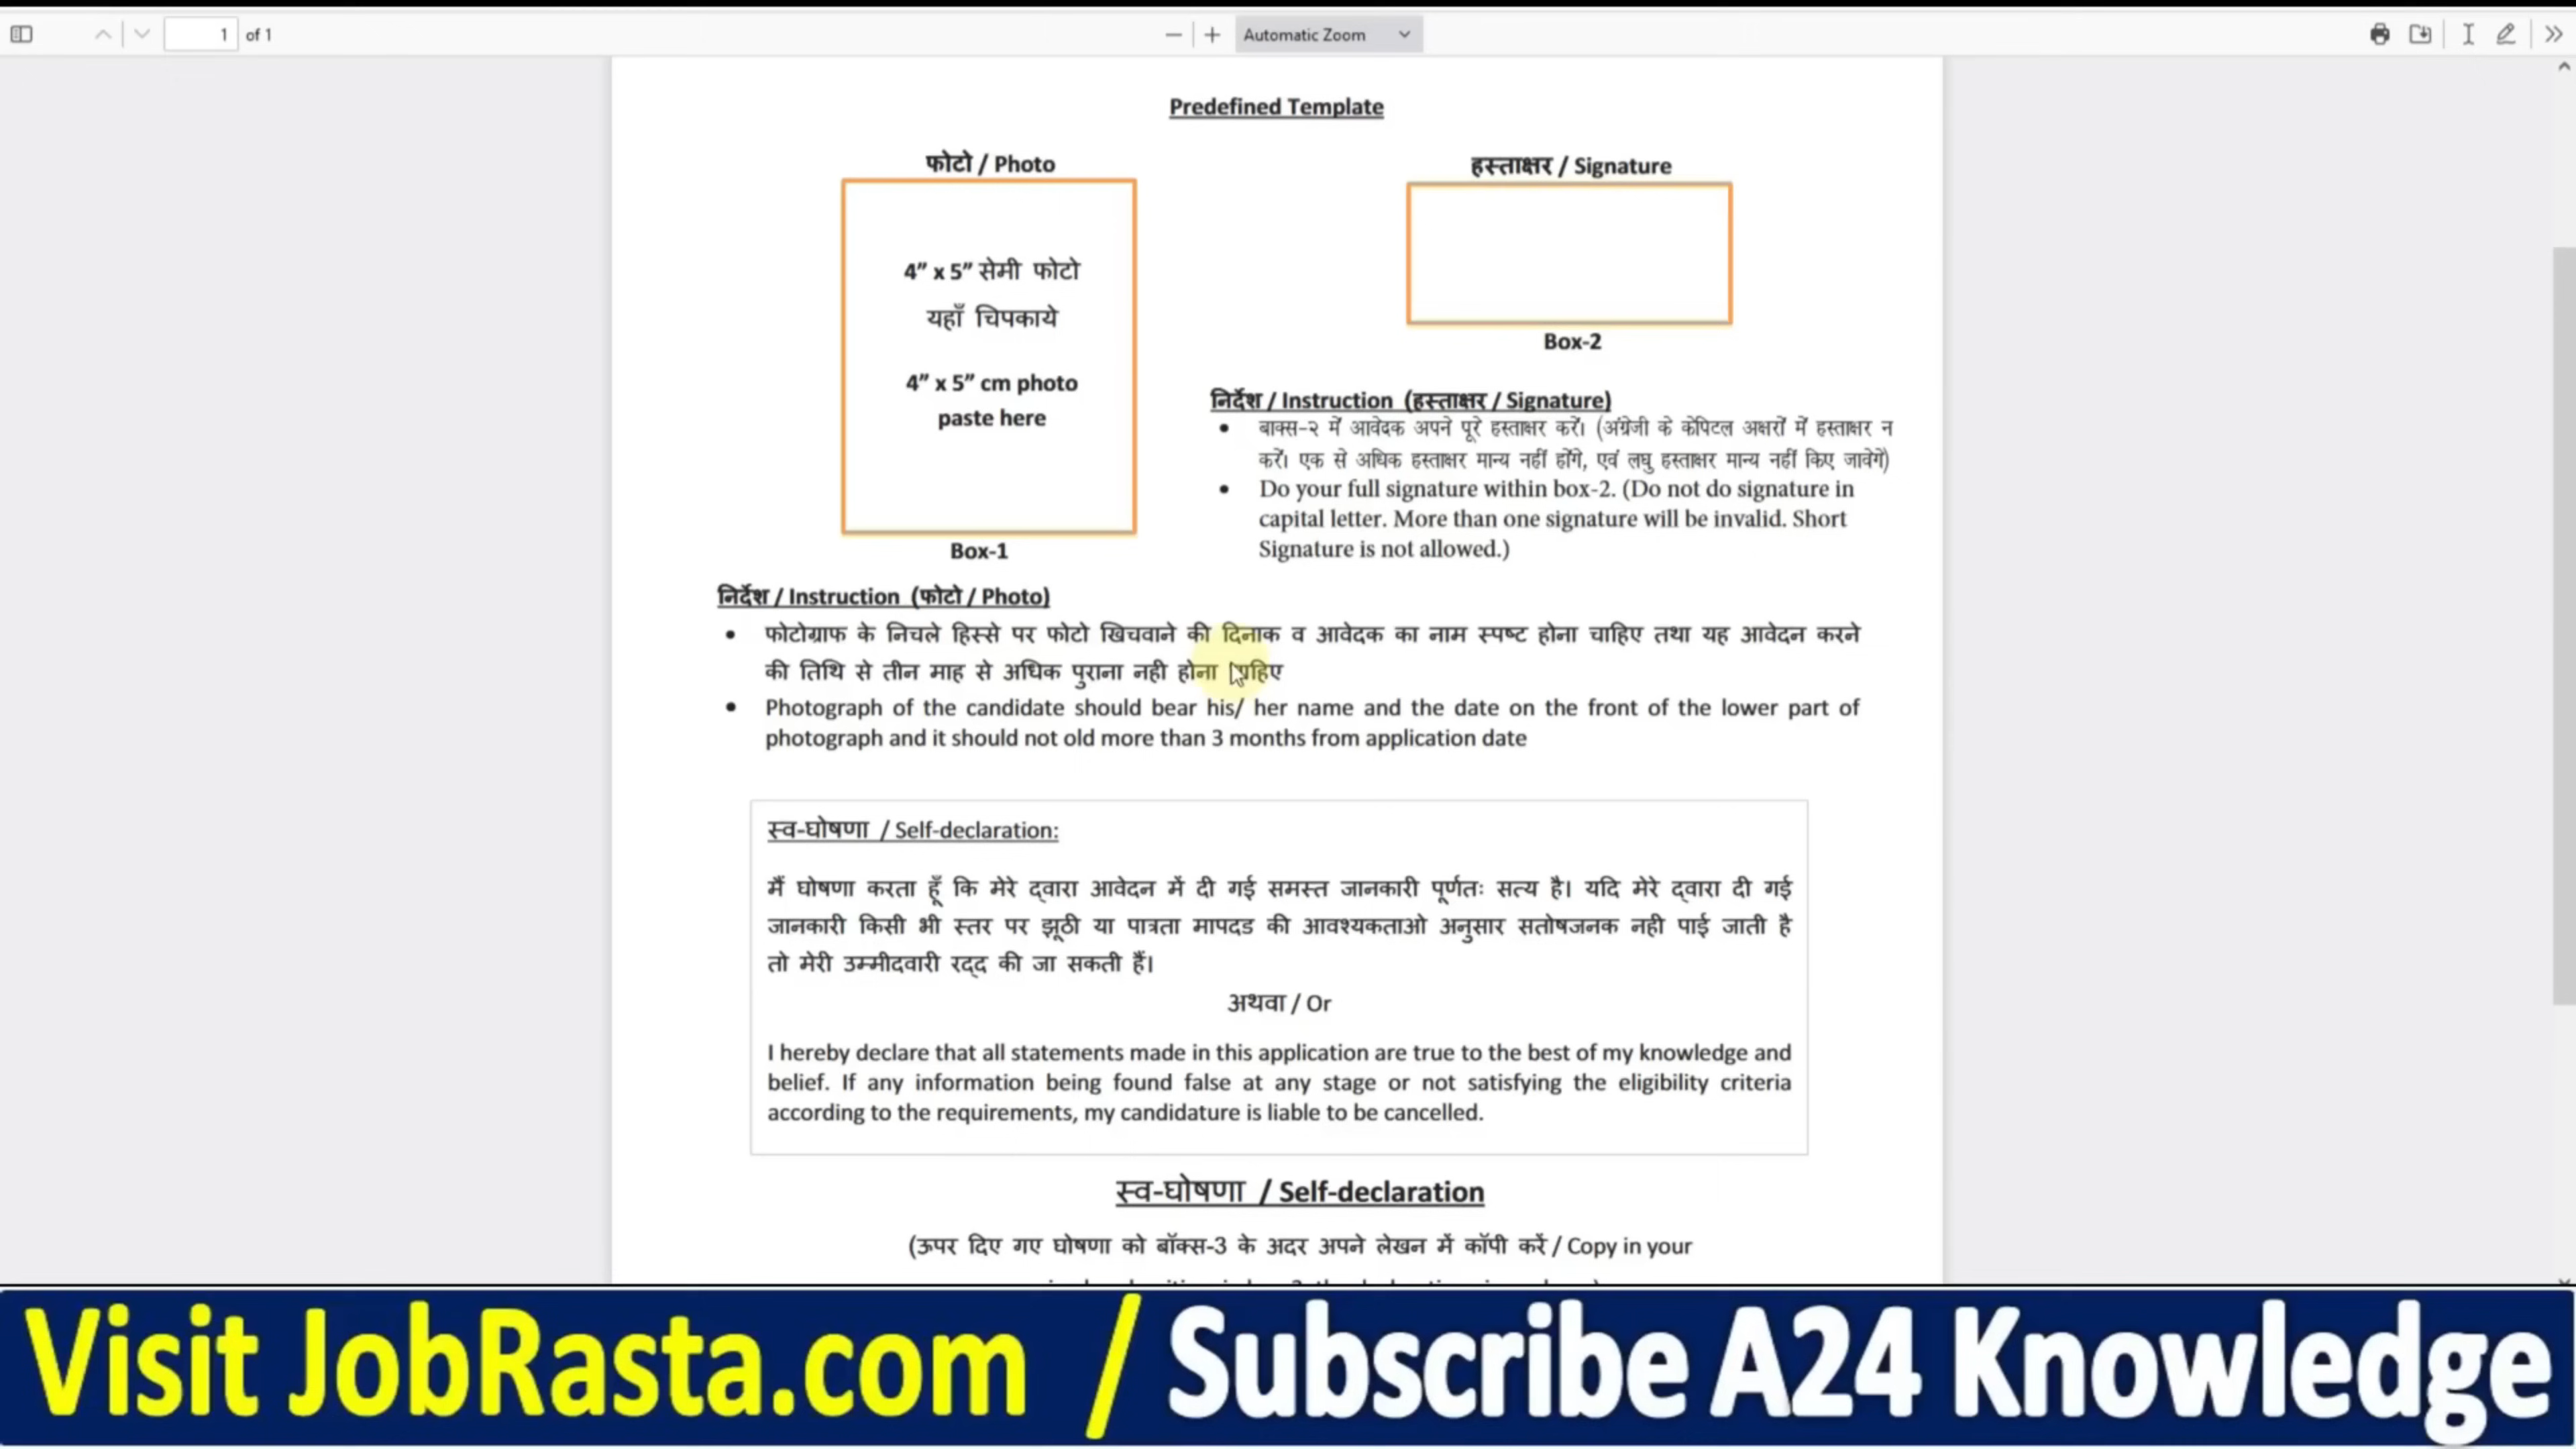 1 of 1
Automatic Zoom
Predefined Template
फोटो / Photo
हस्ताक्षर / Signature
4” x 5” सेमी फोटो
यहाँ चिपकाये
4” x 5” cm photo
paste here
Box-1
Box-2
निर्देश / Instruction (हस्ताक्षर / Signature)
• बाक्स-२ में आवेदक अपने पूरे हस्ताक्षर करें। (अंग्रेजी के केपिटल अक्षरों में हस्ताक्षर न
करें। एक से अधिक हस्ताक्षर मान्य नहीं होंगे, एवं लघु हस्ताक्षर मान्य नहीं किए जावेगें)
• Do your full signature within box-2. (Do not do signature in
capital letter. More than one signature will be invalid. Short
Signature is not allowed.)
निर्देश / Instruction (फोटो / Photo)
• फोटोग्राफ के निचले हिस्से पर फोटो खिचवाने की दिनाक व आवेदक का नाम स्पष्ट होना चाहिए तथा यह आवेदन करने
की तिथि से तीन माह से अधिक पुराना नही होना चाहिए
• Photograph of the candidate should bear his/ her name and the date on the front of the lower part of
photograph and it should not old more than 3 months from application date
स्व-घोषणा / Self-declaration:
मैं घोषणा करता हूँ कि मेरे द्वारा आवेदन में दी गई समस्त जानकारी पूर्णतः सत्य है। यदि मेरे द्वारा दी गई
जानकारी किसी भी स्तर पर झूठी या पात्रता मापदड की आवश्यकताओ अनुसार सतोषजनक नही पाई जाती है
तो मेरी उम्मीदवारी रद्द की जा सकती हैं।
अथवा / Or
I hereby declare that all statements made in this application are true to the best of my knowledge and
belief. If any information being found false at any stage or not satisfying the eligibility criteria
according to the requirements, my candidature is liable to be cancelled.
स्व-घोषणा / Self-declaration
(ऊपर दिए गए घोषणा को बॉक्स-3 के अदर अपने लेखन में कॉपी करें / Copy in your
Visit JobRasta.com / Subscribe A24 Knowledge